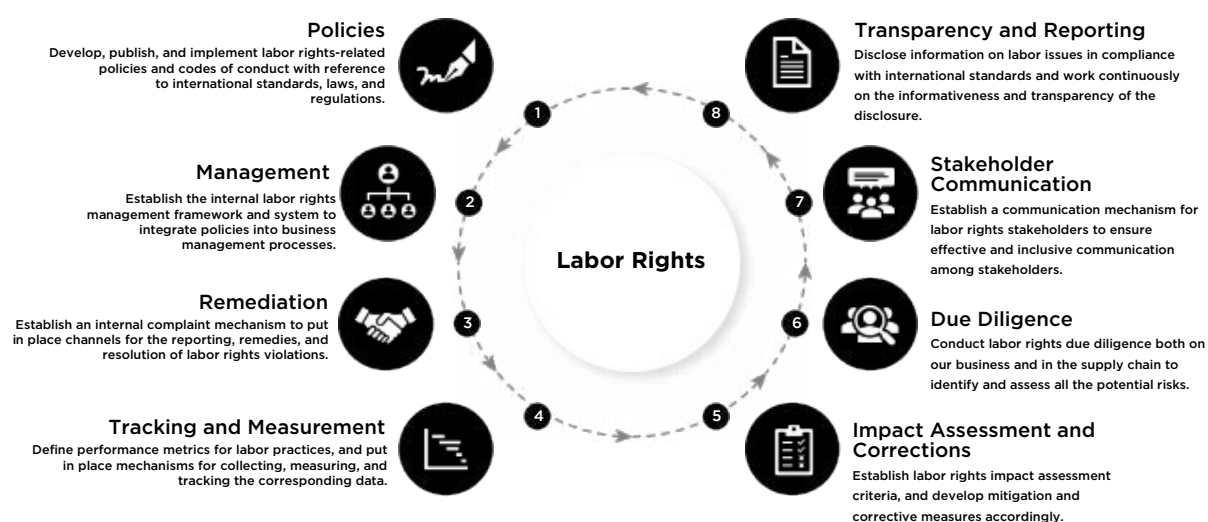 Policies
Develop, publish, and implement labor rights-related
policies and codes of conduct with reference
to international standards, laws, and
regulations.
1
Management
Establish the internal labor rights
management framework and system to
integrate policies into business
management processes.
2
Remediation
Establish an internal complaint mechanism to put
in place channels for the reporting, remedies, and
resolution of labor rights violations.
3
Tracking and Measurement
Define performance metrics for labor practices, and put
in place mechanisms for collecting, measuring, and
tracking the corresponding data.
4
Labor Rights
5
Impact Assessment and
Corrections
Establish labor rights impact assessment
criteria, and develop mitigation and
corrective measures accordingly.
6
Due Diligence
Conduct labor rights due diligence both on
our business and in the supply chain to
identify and assess all the potential risks.
7
Stakeholder
Communication
Establish a communication mechanism for
labor rights stakeholders to ensure
effective and inclusive communication
among stakeholders.
8
Transparency and Reporting
Disclose information on labor issues in compliance
with international standards and work continuously
on the informativeness and transparency of the
disclosure.